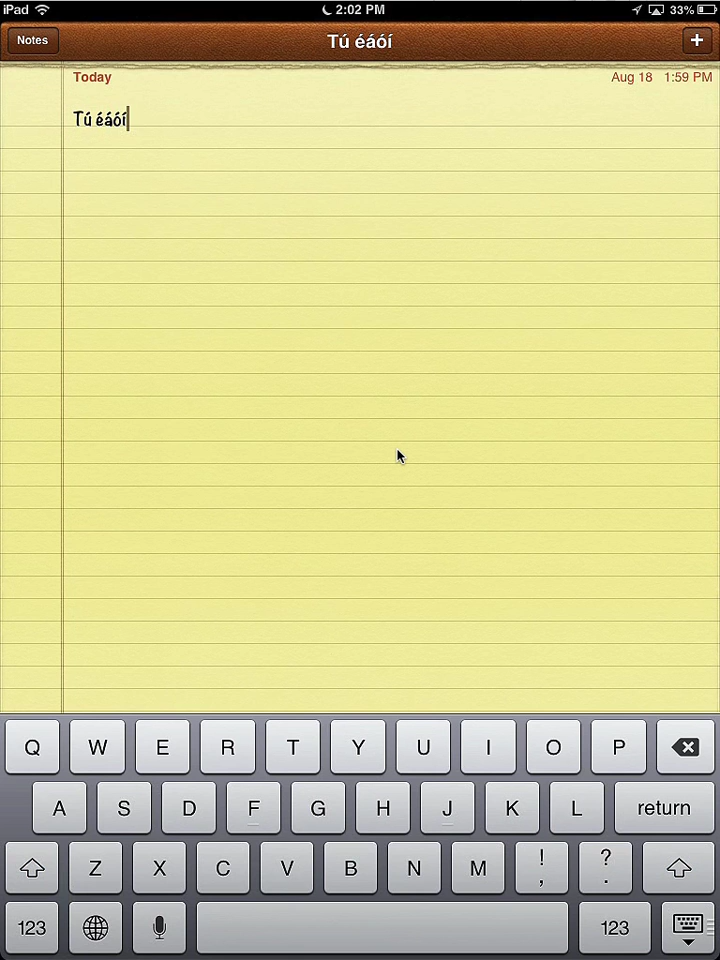 iPad 2:02 PM 33%
Notes Tú éáóí +
Today Aug 18 1:59 PM
Tú éáóí
Q W E R T Y U I O P
A S D F G H J K L return
Z X C V B N M ! , ? .
123 123